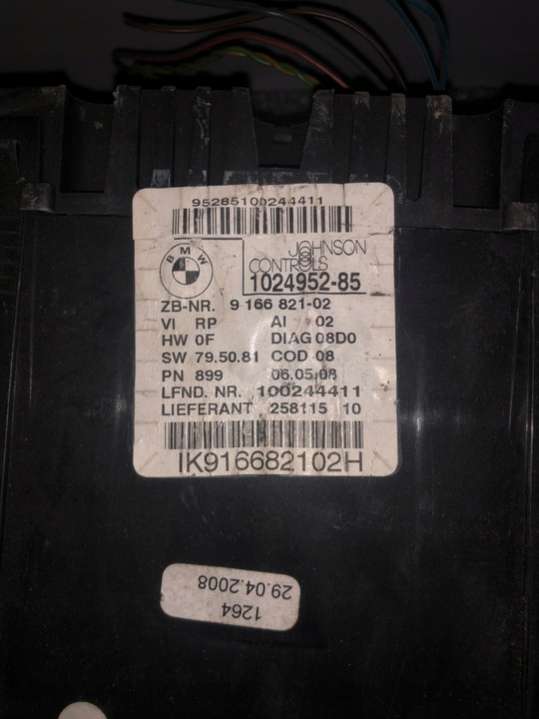 95285100244411
BMW
JOHNSON
CONTROLS
1024952-85
ZB-NR. 9 166 821-02
VI RP AI 02
HW 0F DIAG 08D0
SW 79.50.81 COD 08
PN 899 06.05.08
LFND. NR. 100244411
LIEFERANT 258115 10
IK916682102H
1264
29.04.2008